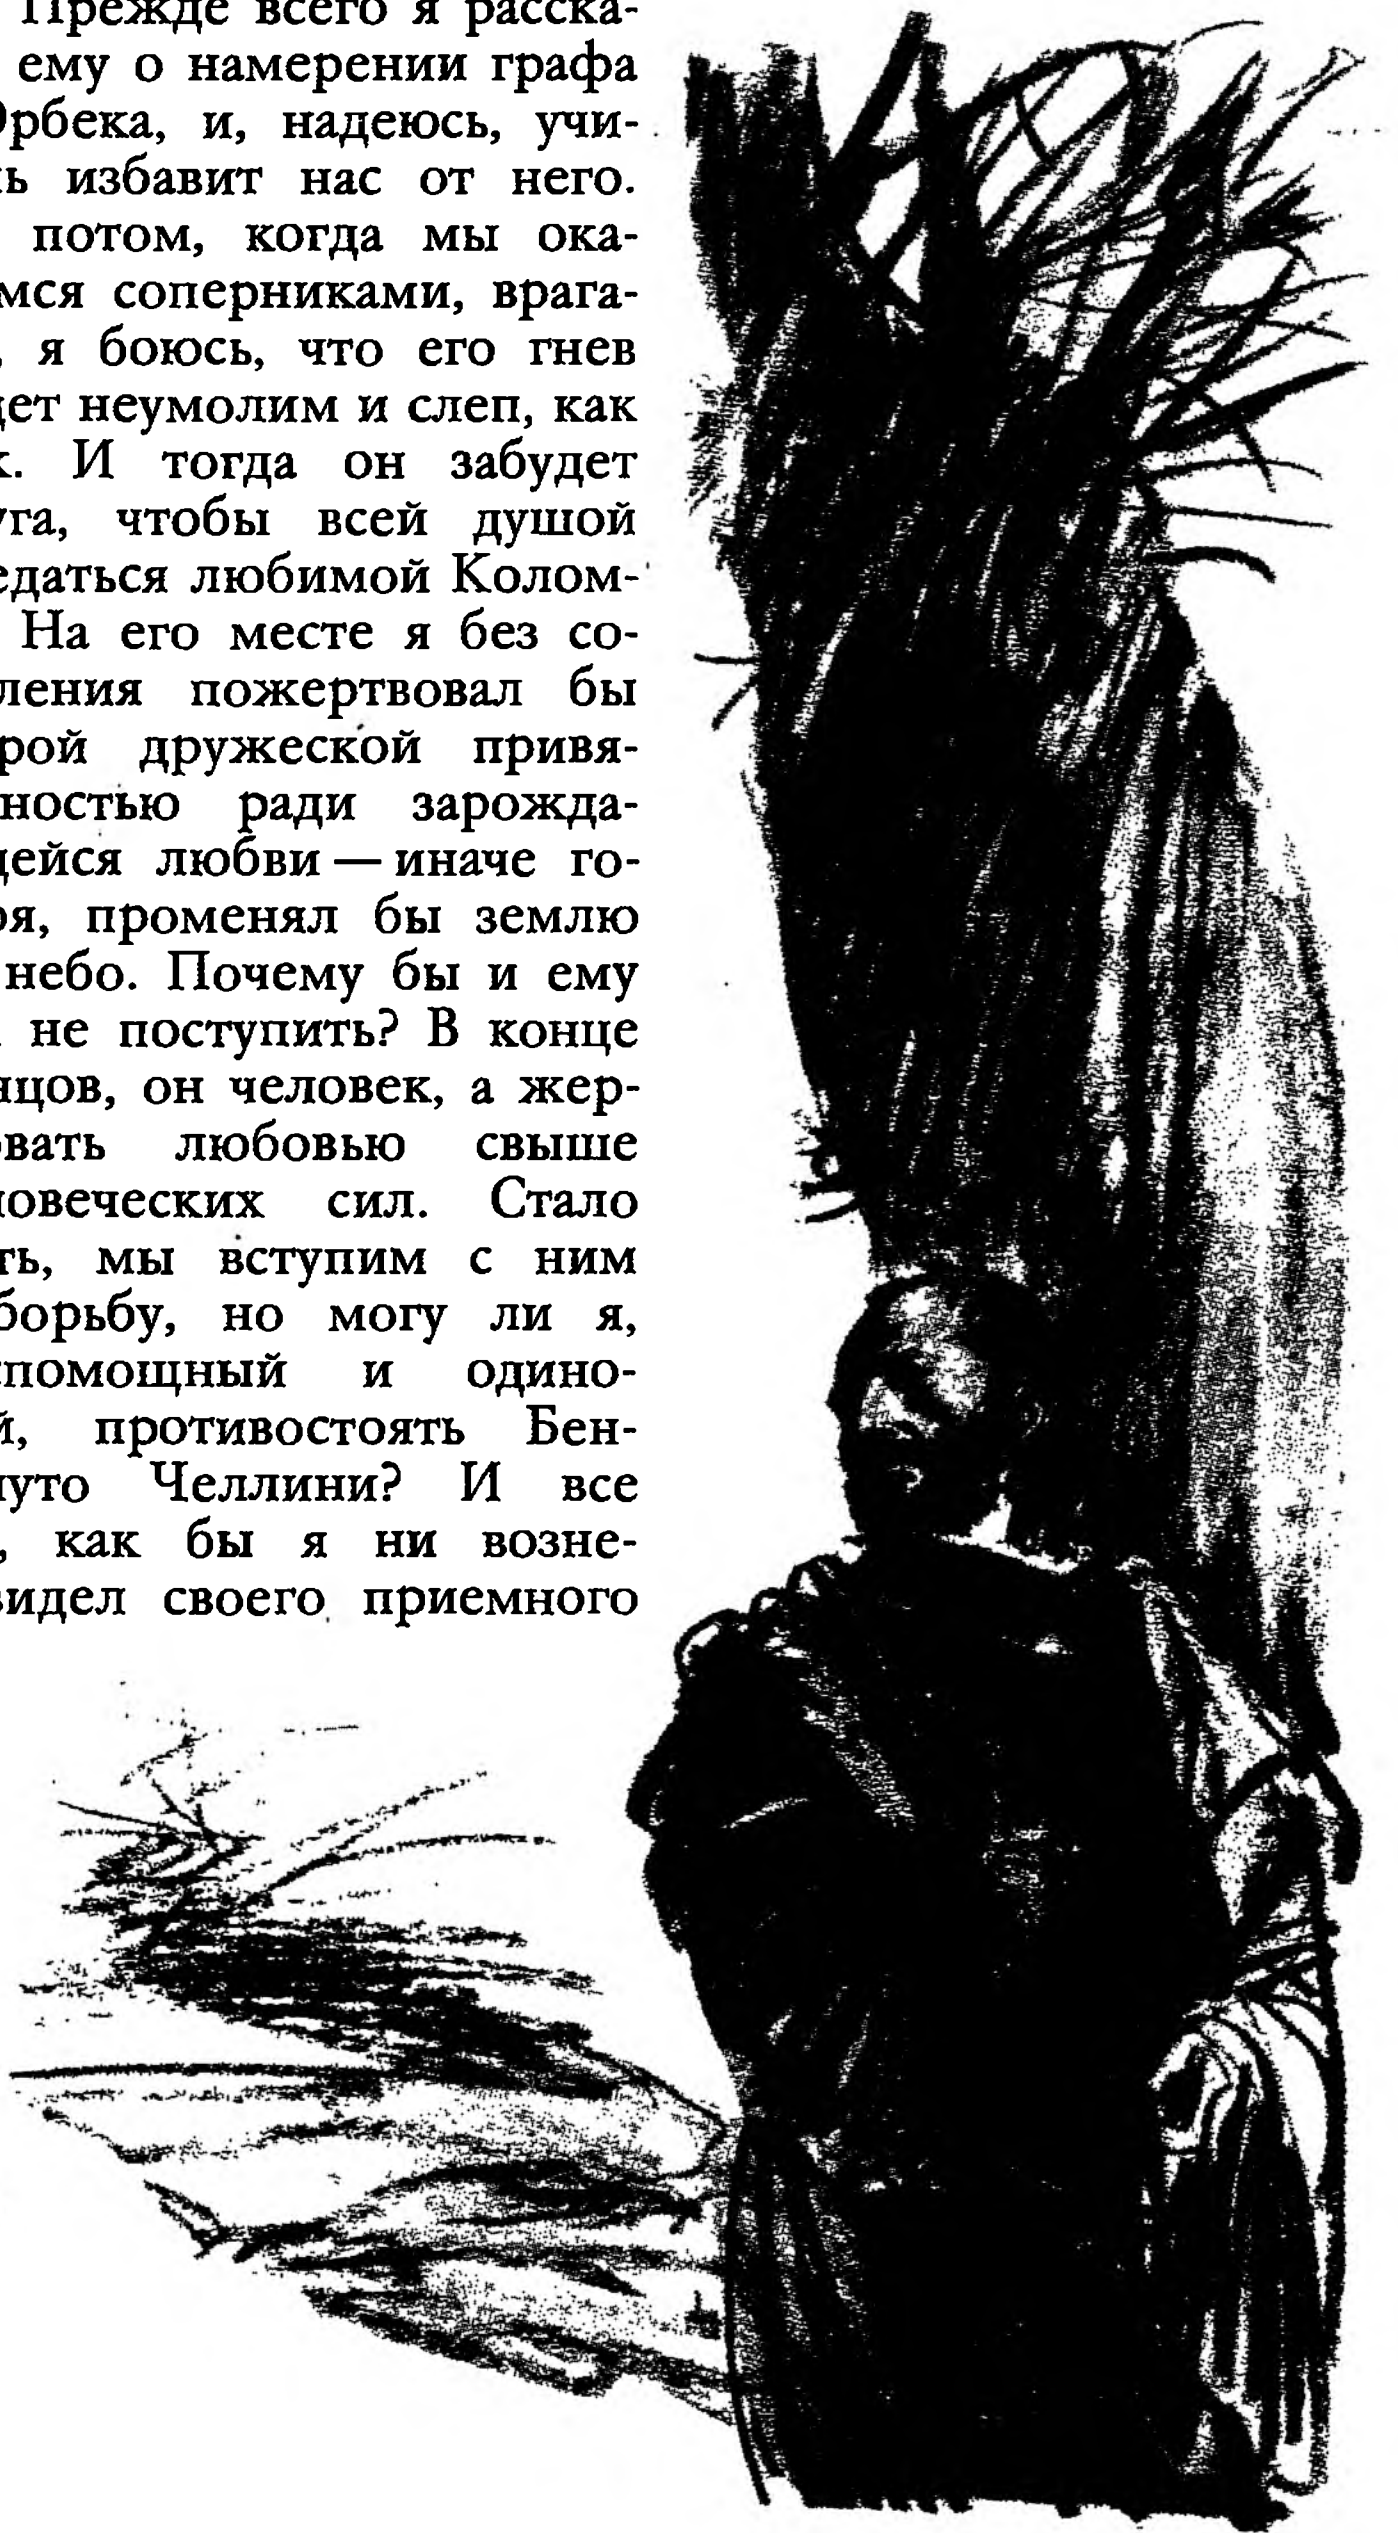 Прежде всего я расска-
ему о намерении графа
Орбека, и, надеюсь, учи-
ь избавит нас от него.
потом, когда мы ока-
мся соперниками, врага-
, я боюсь, что его гнев
дет неумолим и слеп, как
к. И тогда он забудет
уга, чтобы всей душой
едаться любимой Колом-
На его месте я без со-
ления пожертвовал бы
рой дружеской привя-
ностью ради зарожда-
щейся любви — иначе го-
ря, променял бы землю
небо. Почему бы и ему
не поступить? В конце
нцов, он человек, а жер-
овать любовью свыше
ловеческих сил. Стало
ть, мы вступим с ним
борьбу, но могу ли я,
спомощный и одино-
й, противостоять Бен-
нуто Челлини? И все
, как бы я ни возне-
видел своего приемного